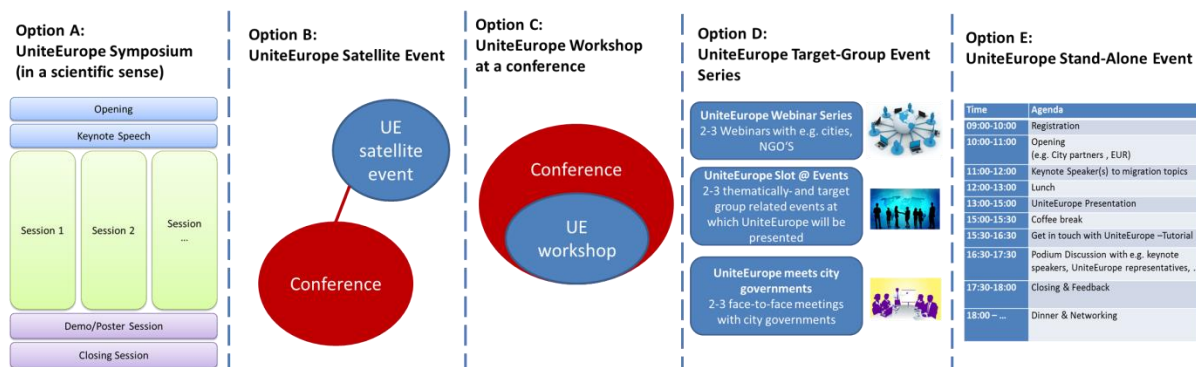 Option A:
UniteEurope Symposium
(in a scientific sense)
Opening
Keynote Speech
Session 1
Session 2
Session
...
Demo/Poster Session
Closing Session
Option B:
UniteEurope Satellite Event
UE
satellite
event
Conference
Option C:
UniteEurope Workshop
at a conference
Conference
UE
workshop
Option D:
UniteEurope Target-Group Event
Series
UniteEurope Webinar Series
2-3 Webinars with e.g. cities,
NGO'S
UniteEurope Slot @ Events
2-3 thematically- and target
group related events at
which UniteEurope will be
presented
UniteEurope meets city
governments
2-3 face-to-face meetings
with city governments
Option E:
UniteEurope Stand-Alone Event
Time Agenda
09:00-10:00 Registration
10:00-11:00 Opening
(e.g. City partners , EUR)
11:00-12:00 Keynote Speaker(s) to migration topics
12:00-13:00 Lunch
13:00-15:00 UniteEurope Presentation
15:00-15:30 Coffee break
15:30-16:30 Get in touch with UniteEurope –Tutorial
16:30-17:30 Podium Discussion with e.g. keynote
speakers, UniteEurope representatives, .
17:30-18:00 Closing & Feedback
18:00 – ... Dinner & Networking